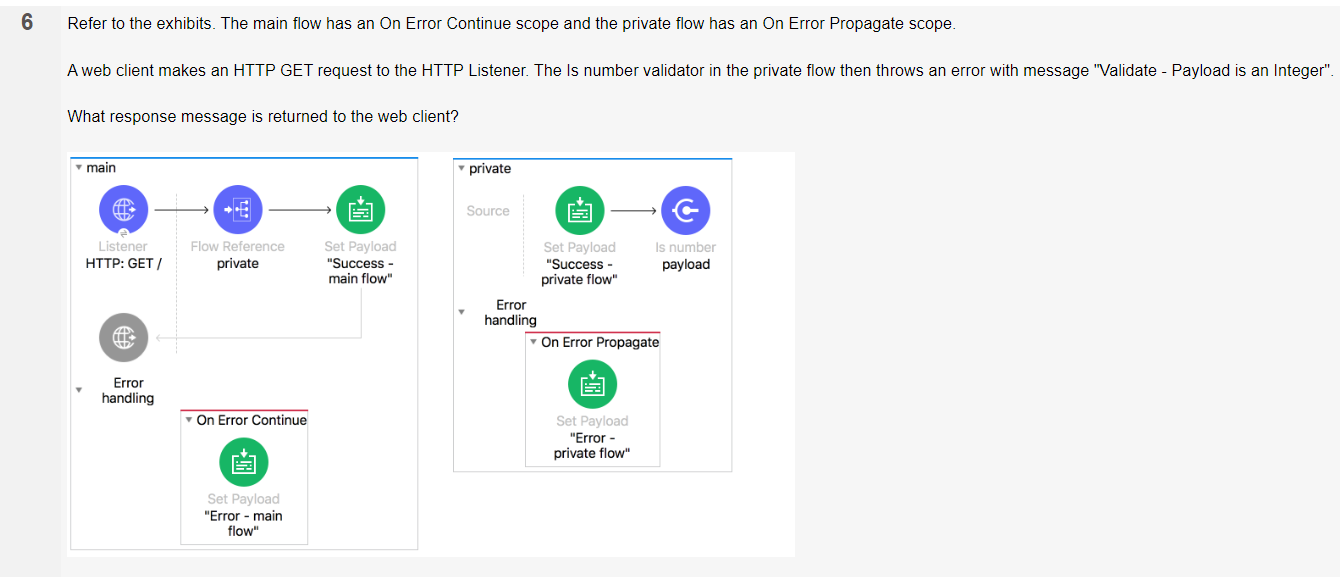 6
Refer to the exhibits. The main flow has an On Error Continue scope and the private flow has an On Error Propagate scope.
A web client makes an HTTP GET request to the HTTP Listener. The Is number validator in the private flow then throws an error with message "Validate - Payload is an Integer".
What response message is returned to the web client?
main
Listener
HTTP: GET /
Flow Reference
private
Set Payload
"Success -
main flow"
Error
handling
On Error Continue
Set Payload
"Error - main
flow"
private
Source
Set Payload
"Success -
private flow"
Is number
payload
Error
handling
On Error Propagate
Set Payload
"Error -
private flow"